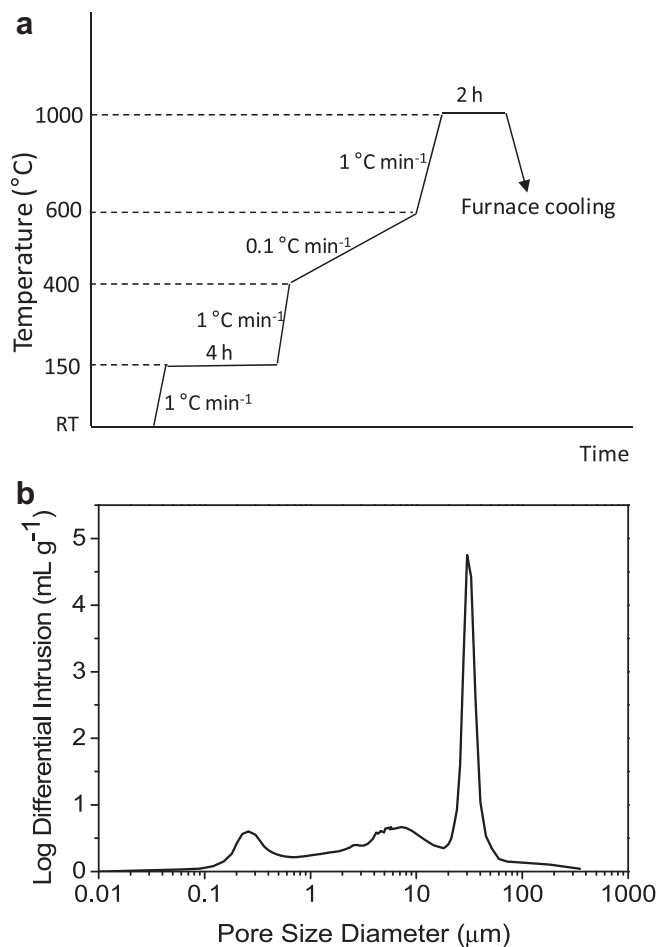 a
Temperature (°C)
2 h
1000
1 °C min⁻¹
600
Furnace cooling
0.1 °C min⁻¹
400
1 °C min⁻¹
4 h
150
1 °C min⁻¹
RT
Time
b
Log Differential Intrusion (mL g⁻¹)
5
4
3
2
1
0
0.01 0.1 1 10 100 1000
Pore Size Diameter (μm)